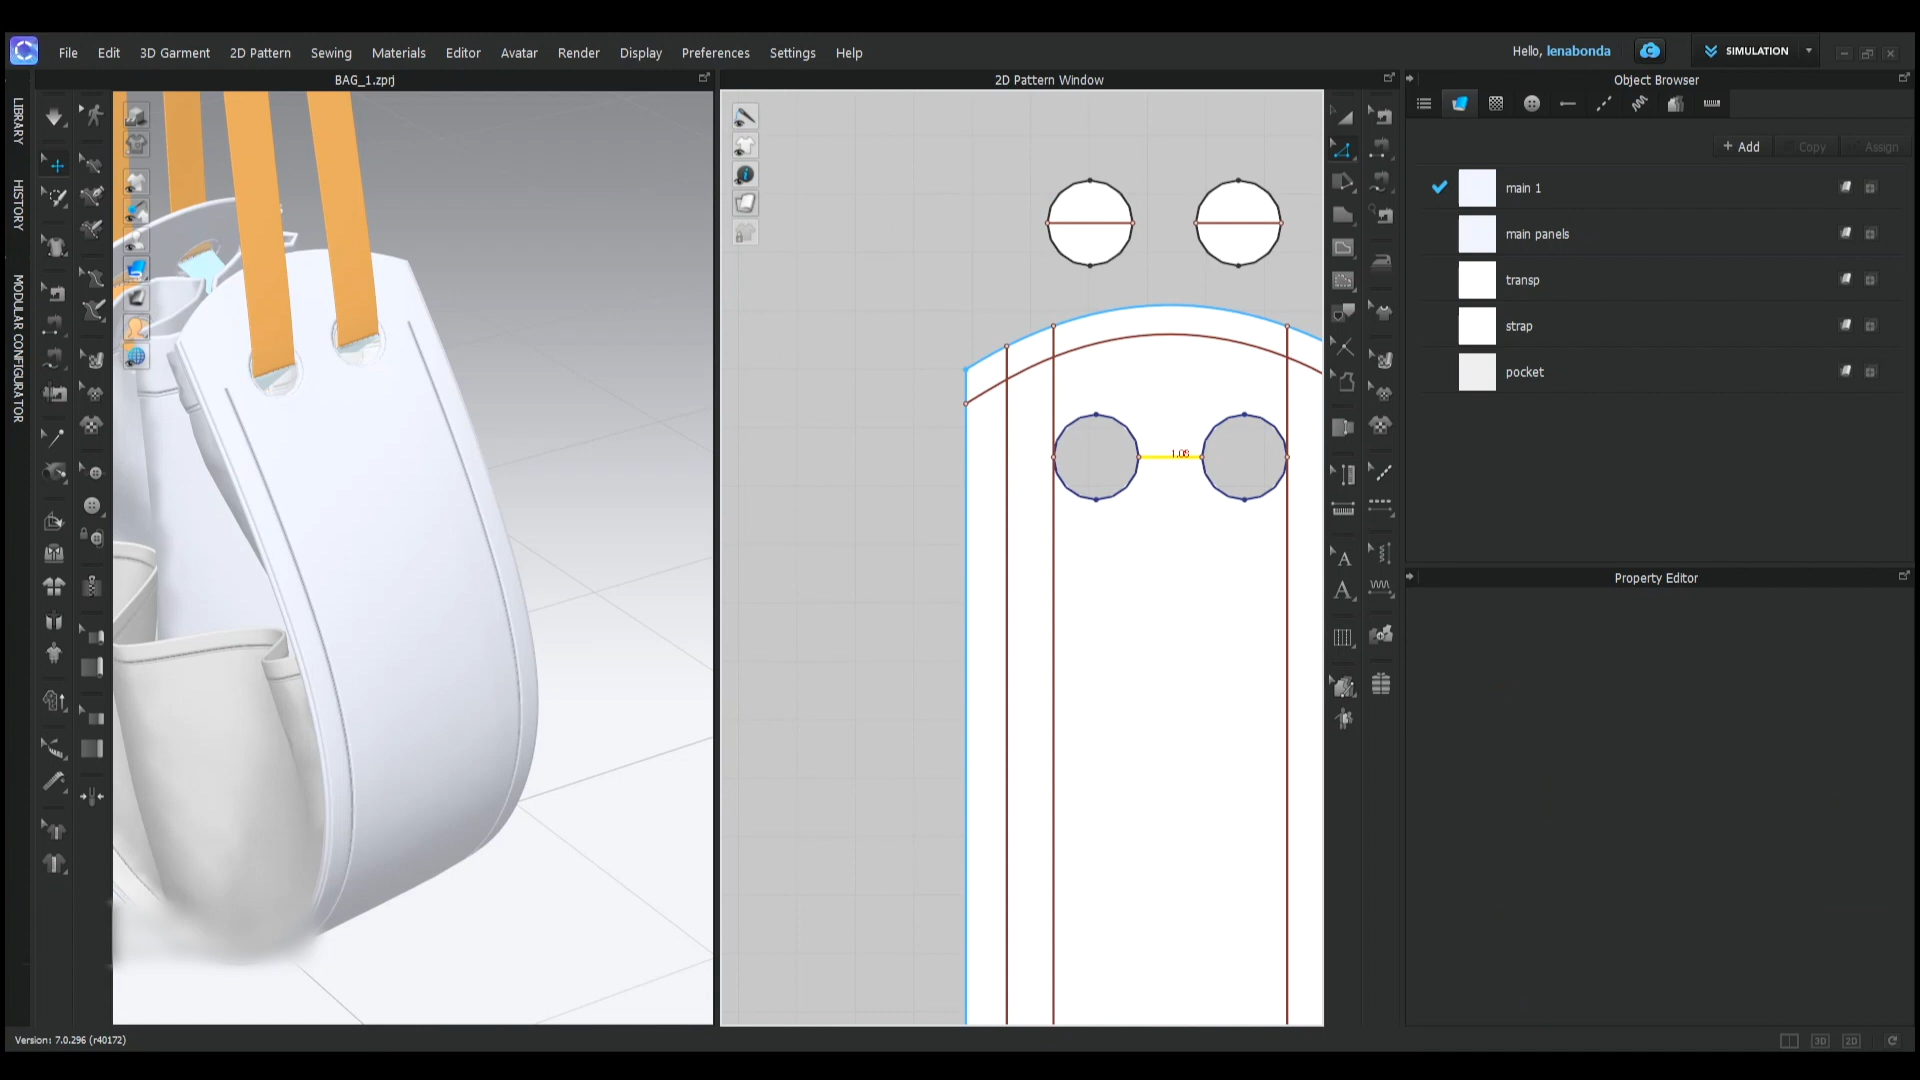 File Edit 3D Garment 2D Pattern Sewing Materials Editor Avatar Render Display Preferences Settings Help
Hello, lenabonda
SIMULATION
BAG_1.zprj
2D Pattern Window
Object Browser
LIBRARY
HISTORY
MODULAR CONFIGURATOR
+ Add
Copy
Assign
main 1
main panels
transp
strap
pocket
Property Editor
A
A
Version: 7.0.296 (r40172)
3D
2D